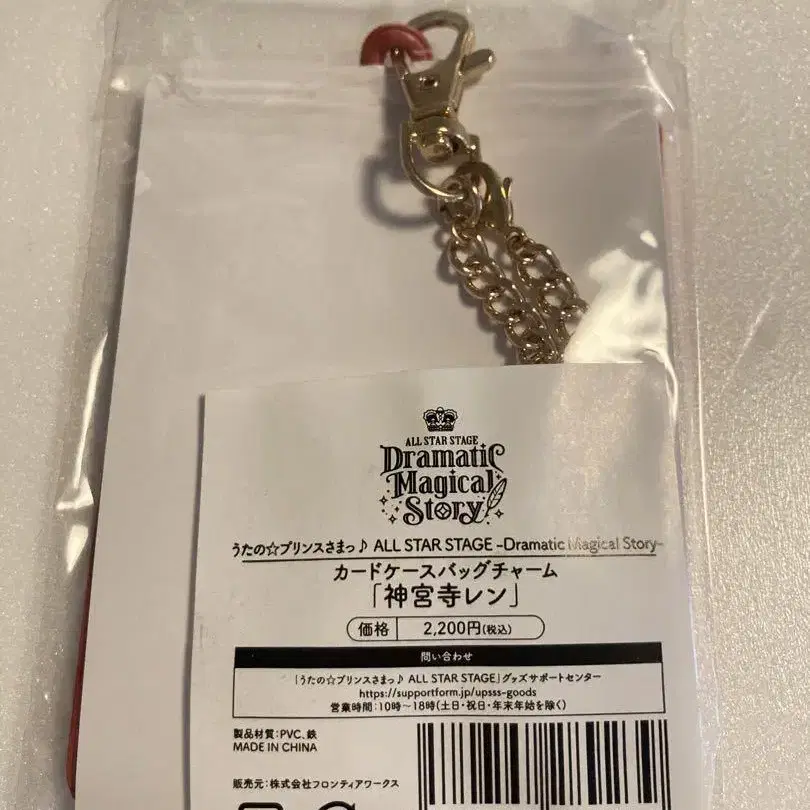 ALL STAR STAGE
Dramatic
Magical
Story
うたの☆プリンスさまっ♪ ALL STAR STAGE -Dramatic Magical Story-
カードケースバッグチャーム
「神宮寺レン」
価格 2,200円(税込)
問い合わせ
「うたの☆プリンスさまっ♪ ALL STAR STAGE」グッズサポートセンター
https://supportform.jp/upsss-goods
営業時間:10時〜18時(土日・祝日・年末年始を除く)
製品材質:PVC、鉄
MADE IN CHINA
販売元:株式会社フロンティアワークス